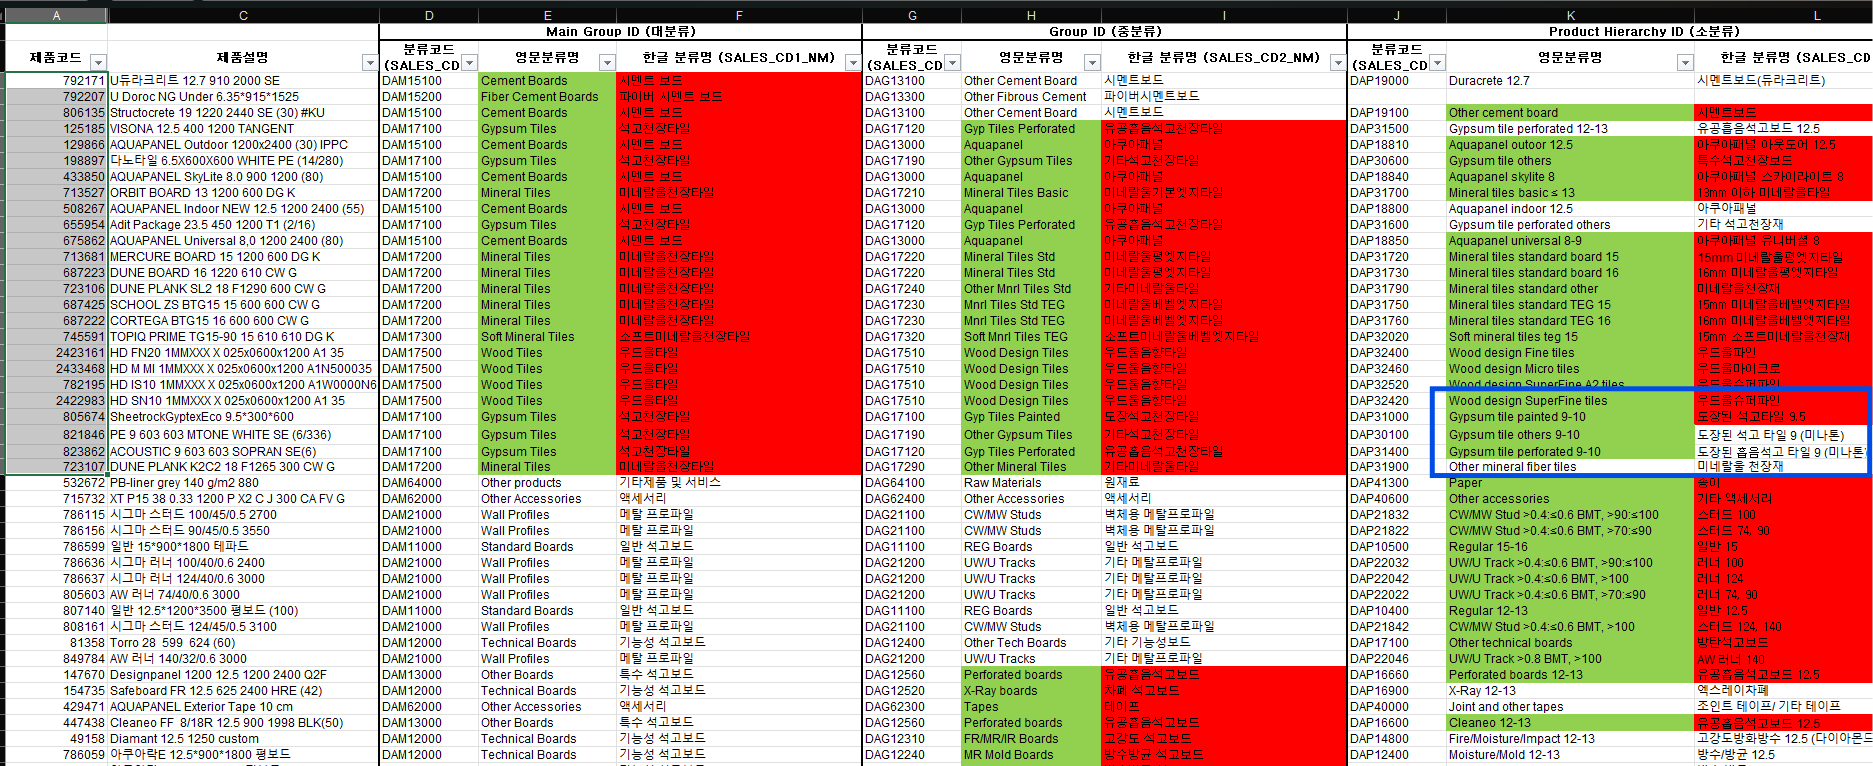 A C D E F G H I J K L
Main Group ID (대분류) Group ID (중분류) Product Hierarchy ID (소분류)
제품코드 제품설명 분류코드 (SALES_CD 영문분류명 한글 분류명 (SALES_CD1_NM) 분류코드 (SALES_CD 영문분류명 한글 분류명 (SALES_CD2_NM) 분류코드 (SALES_CD 영문분류명 한글 분류명 (SALES_CD
792171 U듀라크리트 12.7 910 2000 SE DAM15100 Cement Boards 시멘트 보드 DAG13100 Other Cement Board 시멘트보드 DAP19000 Duracrete 12.7 시멘트보드(듀라크리트)
792207 U Doroc NG Under 6.35*915*1525 DAM15200 Fiber Cement Boards 파이버 시멘트 보드 DAG13300 Other Fibrous Cement 파이버시멘트보드
806135 Structocrete 19 1220 2440 SE (30) #KU DAM15100 Cement Boards 시멘트 보드 DAG13100 Other Cement Board 시멘트보드 DAP19100 Other cement board 시멘트보드
125185 VISONA 12.5 400 1200 TANGENT DAM17100 Gypsum Tiles 석고천장타일 DAG17120 Gyp Tiles Perforated 유공흡음석고천장타일 DAP31500 Gypsum tile perforated 12-13 유공흡음석고보드 12.5
129866 AQUAPANEL Outdoor 1200x2400 (30) IPPC DAM15100 Cement Boards 시멘트 보드 DAG13000 Aquapanel 아쿠아패널 DAP18810 Aquapanel outoor 12.5 아쿠아패널 아웃도어 12.5
198897 다노타일 6.5X600X600 WHITE PE (14/280) DAM17100 Gypsum Tiles 석고천장타일 DAG17190 Other Gypsum Tiles 기타석고천장타일 DAP30600 Gypsum tile others 특수석고천장보드
433850 AQUAPANEL SkyLite 8.0 900 1200 (80) DAM15100 Cement Boards 시멘트 보드 DAG13000 Aquapanel 아쿠아패널 DAP18840 Aquapanel skylite 8 아쿠아패널 스카이라이트 8
713527 ORBIT BOARD 13 1200 600 DG K DAM17200 Mineral Tiles 미네랄울천장타일 DAG17210 Mineral Tiles Basic 미네랄울기본엣지타일 DAP31700 Mineral tiles basic ≤ 13 13mm 이하 미네랄울타일
508267 AQUAPANEL Indoor NEW 12.5 1200 2400 (55) DAM15100 Cement Boards 시멘트 보드 DAG13000 Aquapanel 아쿠아패널 DAP18800 Aquapanel indoor 12.5 아쿠아패널
655954 Adit Package 23.5 450 1200 T1 (2/16) DAM17100 Gypsum Tiles 석고천장타일 DAG17120 Gyp Tiles Perforated 유공흡음석고천장타일 DAP31600 Gypsum tile perforated others 기타 석고천장재
675862 AQUAPANEL Universal 8,0 1200 2400 (80) DAM15100 Cement Boards 시멘트 보드 DAG13000 Aquapanel 아쿠아패널 DAP18850 Aquapanel universal 8-9 아쿠아패널 유니버셜 8
713681 MERCURE BOARD 15 1200 600 DG K DAM17200 Mineral Tiles 미네랄울천장타일 DAG17220 Mineral Tiles Std 미네랄울평엣지타일 DAP31720 Mineral tiles standard board 15 15mm 미네랄울평엣지타일
687223 DUNE BOARD 16 1220 610 CW G DAM17200 Mineral Tiles 미네랄울천장타일 DAG17220 Mineral Tiles Std 미네랄울평엣지타일 DAP31730 Mineral tiles standard board 16 16mm 미네랄울평엣지타일
723106 DUNE PLANK SL2 18 F1290 600 CW G DAM17200 Mineral Tiles 미네랄울천장타일 DAG17240 Other Mnrl Tiles Std 기타미네랄울타일 DAP31790 Mineral tiles standard other 미네랄울천장재
687425 SCHOOL ZS BTG15 15 600 600 CW G DAM17200 Mineral Tiles 미네랄울천장타일 DAG17230 Mnrl Tiles Std TEG 미네랄울베벨엣지타일 DAP31750 Mineral tiles standard TEG 15 15mm 미네랄울베벨엣지타일
687222 CORTEGA BTG15 16 600 600 CW G DAM17200 Mineral Tiles 미네랄울천장타일 DAG17230 Mnrl Tiles Std TEG 미네랄울베벨엣지타일 DAP31760 Mineral tiles standard TEG 16 16mm 미네랄울베벨엣지타일
745591 TOPIQ PRIME TG15-90 15 610 610 DG K DAM17300 Soft Mineral Tiles 소프트미네랄울천장타일 DAG17320 Soft Mnrl Tiles TEG 소프트미네랄울베벨엣지타일 DAP32020 Soft mineral tiles teg 15 15mm 소프트미네랄울천장재
2423161 HD FN20 1MMXXX X 025x0600x1200 A1 35 DAM17500 Wood Tiles 우드울타일 DAG17510 Wood Design Tiles 우드울음향타일 DAP32400 Wood design Fine tiles 우드울파인
2433468 HD M MI 1MMXXX X 025x0600x1200 A1N500035 DAM17500 Wood Tiles 우드울타일 DAG17510 Wood Design Tiles 우드울음향타일 DAP32460 Wood design Micro tiles 우드울마이크로
782195 HD IS10 1MMXXX X 025x0600x1200 A1W0000N6 DAM17500 Wood Tiles 우드울타일 DAG17510 Wood Design Tiles 우드울음향타일 DAP32520 Wood design SuperFine A2 tiles 우드울슈퍼파인
2422983 HD SN10 1MMXXX X 025x0600x1200 A1 35 DAM17500 Wood Tiles 우드울타일 DAG17510 Wood Design Tiles 우드울음향타일 DAP32420 Wood design SuperFine tiles 우드울슈퍼파인
805674 SheetrockGyptexEco 9.5*300*600 DAM17100 Gypsum Tiles 석고천장타일 DAG17100 Gyp Tiles Painted 도장석고천장타일 DAP31000 Gypsum tile painted 9-10 도장된 석고타일 9.5
821846 PE 9 603 603 MTONE WHITE SE(6/336) DAM17100 Gypsum Tiles 석고천장타일 DAG17190 Other Gypsum Tiles 기타석고천장타일 DAP30100 Gypsum tile others 9-10 도장된 석고 타일 9 (미나톤)
823862 ACOUSTIC 9 603 603 SOPRAN SE(6) DAM17100 Gypsum Tiles 석고천장타일 DAG17120 Gyp Tiles Perforated 유공흡음석고천장타일 DAP31400 Gypsum tile perforated 9-10 도장된 흡음석고 타일 9 (미나톤)
723107 DUNE PLANK K2C2 18 F1265 300 CW G DAM17200 Mineral Tiles 미네랄울천장타일 DAG17290 Other Mineral Tiles 기타미네랄울타일 DAP31900 Other mineral fiber tiles 미네랄울 천장재
532672 PB-liner grey 140 g/m2 880 DAM64000 Other products 기타제품 및 서비스 DAG64100 Raw Materials 원재료 DAP41300 Paper 종이
715732 XT P15 38 0.33 1200 P X2 C J 300 CA FV G DAM62000 Other Accessories 액세서리 DAG62000 Other Accessories 액세서리 DAP40600 Other accessories 기타 액세서리
786115 시그마 스터드 100/45/0.5 2700 DAM21000 Wall Profiles 메탈 프로파일 DAG21100 CW/MW Studs 벽체용 메탈프로파일 DAP21832 CW/MW Stud >0.4:≤0.6 BMT, >90:≤100 스터드 100
786156 시그마 스터드 90/45/0.5 3550 DAM21000 Wall Profiles 메탈 프로파일 DAG21100 CW/MW Studs 벽체용 메탈프로파일 DAP21822 CW/MW Stud >0.4:≤0.6 BMT, >70:≤90 스터드 74, 90
786599 일반 15*900*1800 테파드 DAM11000 Standard Boards 일반 석고보드 DAG11100 REG Boards 일반 석고보드 DAP10500 Regular 15-16 일반 15
786636 시그마 러너 100/40/0.6 2400 DAM21000 Wall Profiles 메탈 프로파일 DAG21200 UW/U Tracks 기타 메탈프로파일 DAP22032 UW/U Track >0.4:≤0.6 BMT, >90:≤100 러너 100
786637 시그마 러너 124/40/0.6 3000 DAM21000 Wall Profiles 메탈 프로파일 DAG21200 UW/U Tracks 기타 메탈프로파일 DAP22042 UW/U Track >0.4:≤0.6 BMT, >100 러너 124
805603 AW 러너 74/40/0.6 3000 DAM21000 Wall Profiles 메탈 프로파일 DAG21200 UW/U Tracks 기타 메탈프로파일 DAP22022 UW/U Track >0.4:≤0.6 BMT, >70:≤90 러너 74, 90
807140 일반 12.5*1200*3500 평보드 (100) DAM11000 Standard Boards 일반 석고보드 DAG11100 REG Boards 일반 석고보드 DAP10400 Regular 12-13 일반 12.5
808161 시그마 스터드 124/45/0.5 3100 DAM21000 Wall Profiles 메탈 프로파일 DAG21100 CW/MW Studs 벽체용 메탈프로파일 DAP21842 CW/MW Stud >0.4:≤0.6 BMT, >100 스터드 124, 140
81358 Torro 28 599 624 (60) DAM12000 Technical Boards 기능성 석고보드 DAG12400 Other Tech Boards 기타 기능성보드 DAP17100 Other technical boards 방탄석고보드
849784 AW 러너 140/32/0.6 3000 DAM21000 Wall Profiles 메탈 프로파일 DAG21200 UW/U Tracks 기타 메탈프로파일 DAP22046 UW/U Track >0.8 BMT, >100 AW 러너 140
147670 Designpanel 1200 12.5 1200 2400 Q2F DAM13000 Other Boards 특수 석고보드 DAG12560 Perforated boards 유공흡음석고보드 DAP16660 Perforated boards 12-13 유공흡음석고보드 12.5
154735 Safeboard FR 12.5 625 2400 HRE (42) DAM12000 Technical Boards 기능성 석고보드 DAG12520 X-Ray boards 차폐 석고보드 DAP16900 X-Ray 12-13 엑스레이차폐
429471 AQUAPANEL Exterior Tape 10 cm DAM62000 Other Accessories 액세서리 DAG62300 Tapes 테이프 DAP40000 Joint and other tapes 조인트 테이프/ 기타 테이프
447438 Cleaneo FF 8/18R 12.5 900 1998 BLK(50) DAM13000 Other Boards 특수 석고보드 DAG12560 Perforated boards 유공흡음석고보드 DAP16600 Cleaneo 12-13 유공흡음석고보드 12.5
49158 Diamant 12.5 1250 custom DAM12000 Technical Boards 기능성 석고보드 DAG12310 FR/MR/IR Boards 고강도 석고보드 DAP14800 Fire/Moisture/Impact 12-13 고강도방화방수 12.5 (다이아몬드
786059 아쿠아락E 12.5*900*1800 평보드 DAM12000 Technical Boards 기능성 석고보드 DAG12240 MR Mold Boards 방수방균 석고보드 DAP12400 Moisture/Mold 12-13 방수/방균 12.5